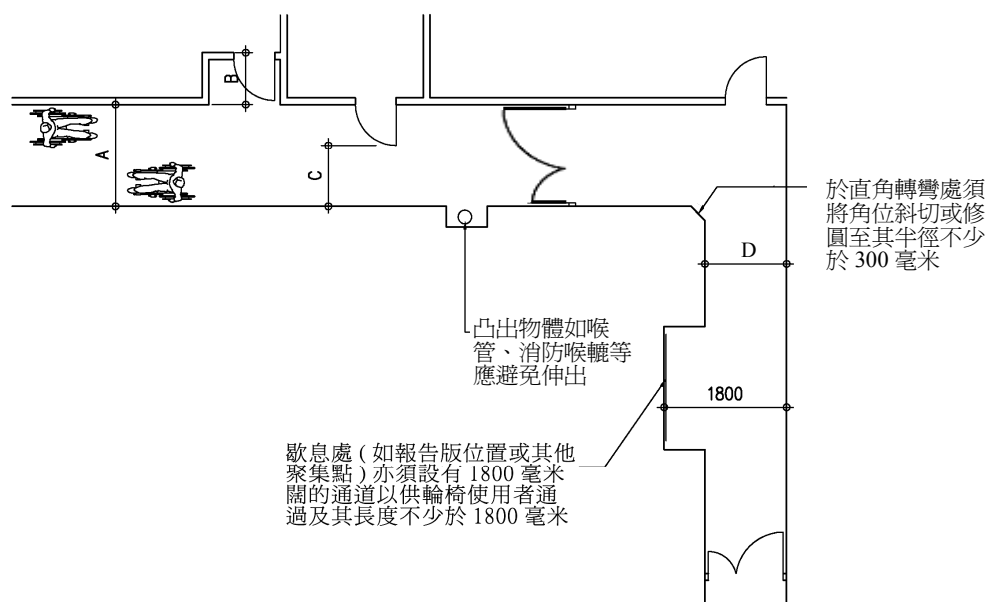 B
A
C
於直角轉彎處須
將角位斜切或修
圓至其半徑不少
於 300 毫米
D
凸出物體如喉
管、消防喉轆等
應避免伸出
1800
歇息處 ( 如報告版位置或其他
聚集點 ) 亦須設有 1800 毫米
闊的通道以供輪椅使用者通
過及其長度不少於 1800 毫米